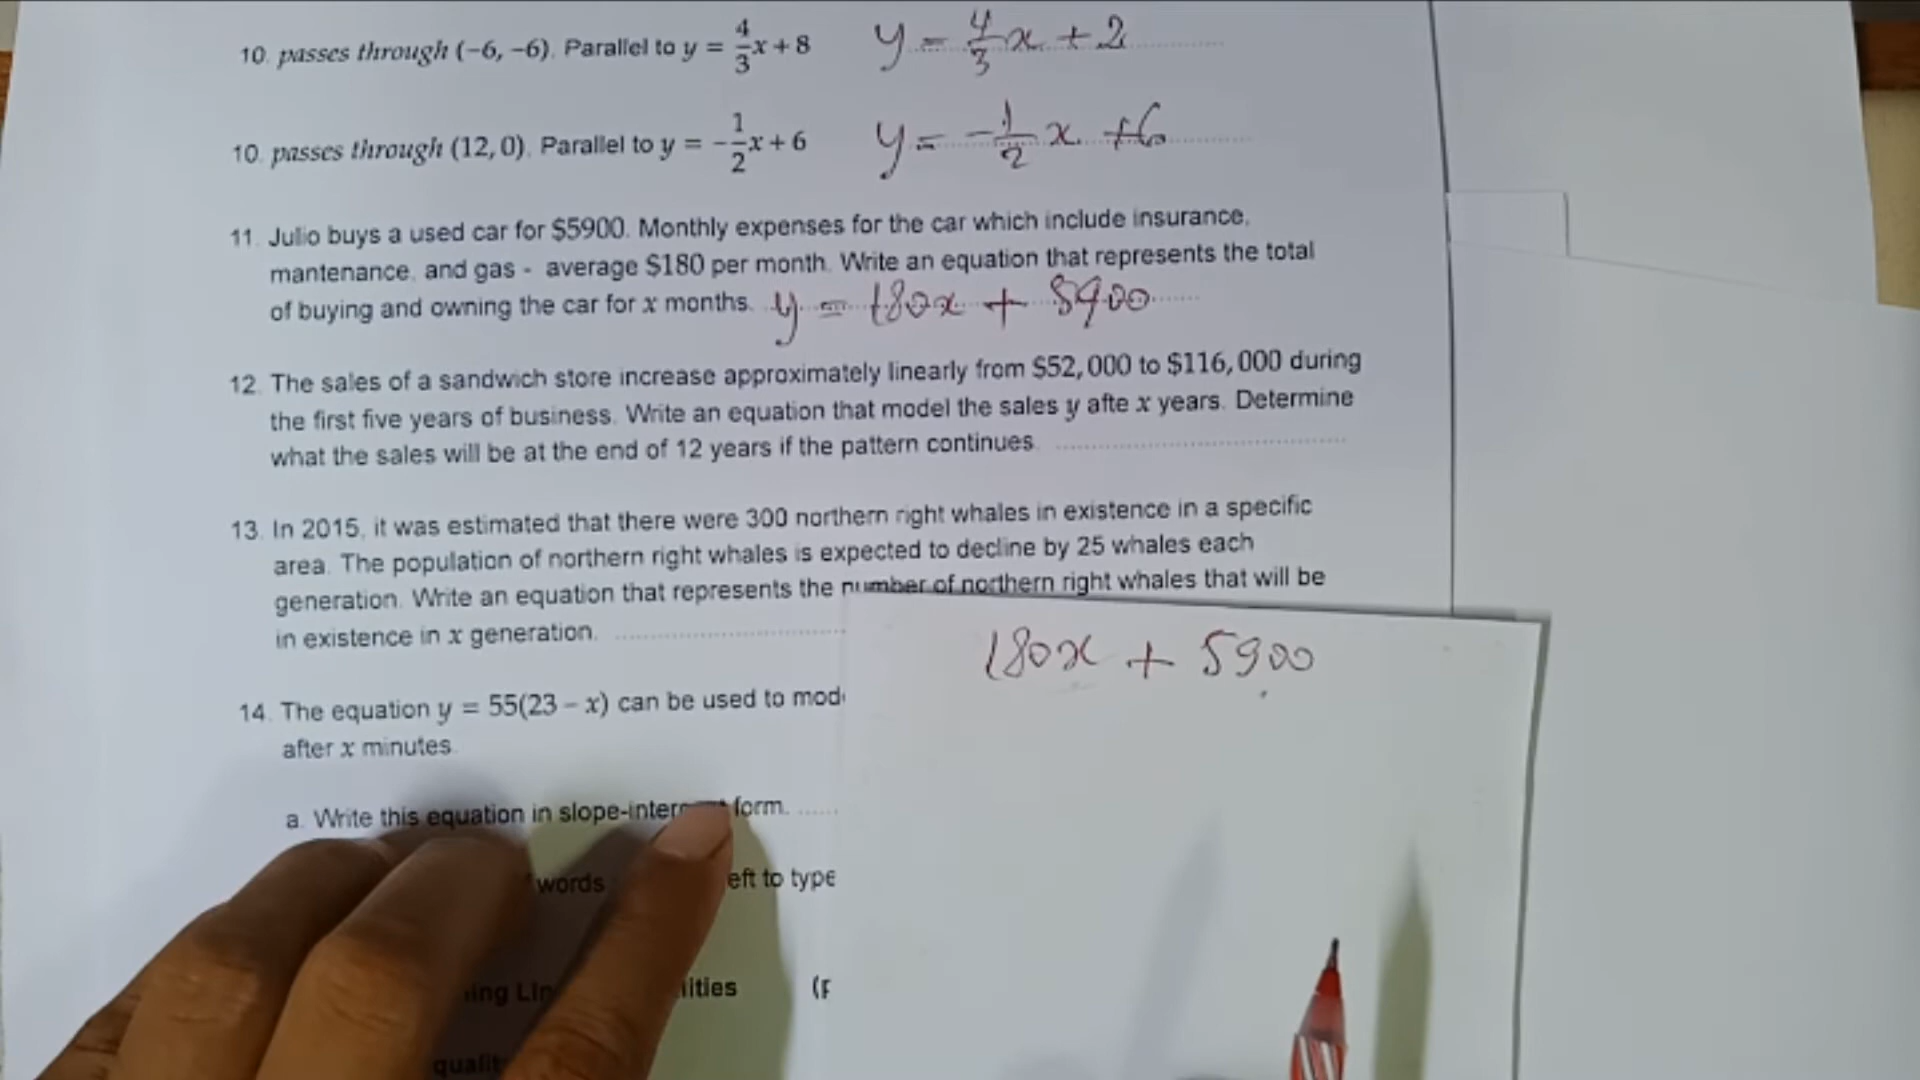 10. passes through (−6, −6). Parallel to y = 4/3 x + 8 y = 4/3 x + 2
10. passes through (12, 0). Parallel to y = −1/2 x + 6 y = −1/2 x + 6
11. Julio buys a used car for $5900. Monthly expenses for the car which include insurance,
mantenance, and gas - average $180 per month. Write an equation that represents the total
of buying and owning the car for x months. y = 180x + 5900
12. The sales of a sandwich store increase approximately linearly from $52,000 to $116,000 during
the first five years of business. Write an equation that model the sales y afte x years. Determine
what the sales will be at the end of 12 years if the pattern continues.
13. In 2015, it was estimated that there were 300 northern right whales in existence in a specific
area. The population of northern right whales is expected to decline by 25 whales each
generation. Write an equation that represents the number of northern right whales that will be
in existence in x generation.
180x + 5900
14. The equation y = 55(23 − x) can be used to
after x minutes.
a. Write this equation in slope-intercept form.
words eft to type
(F